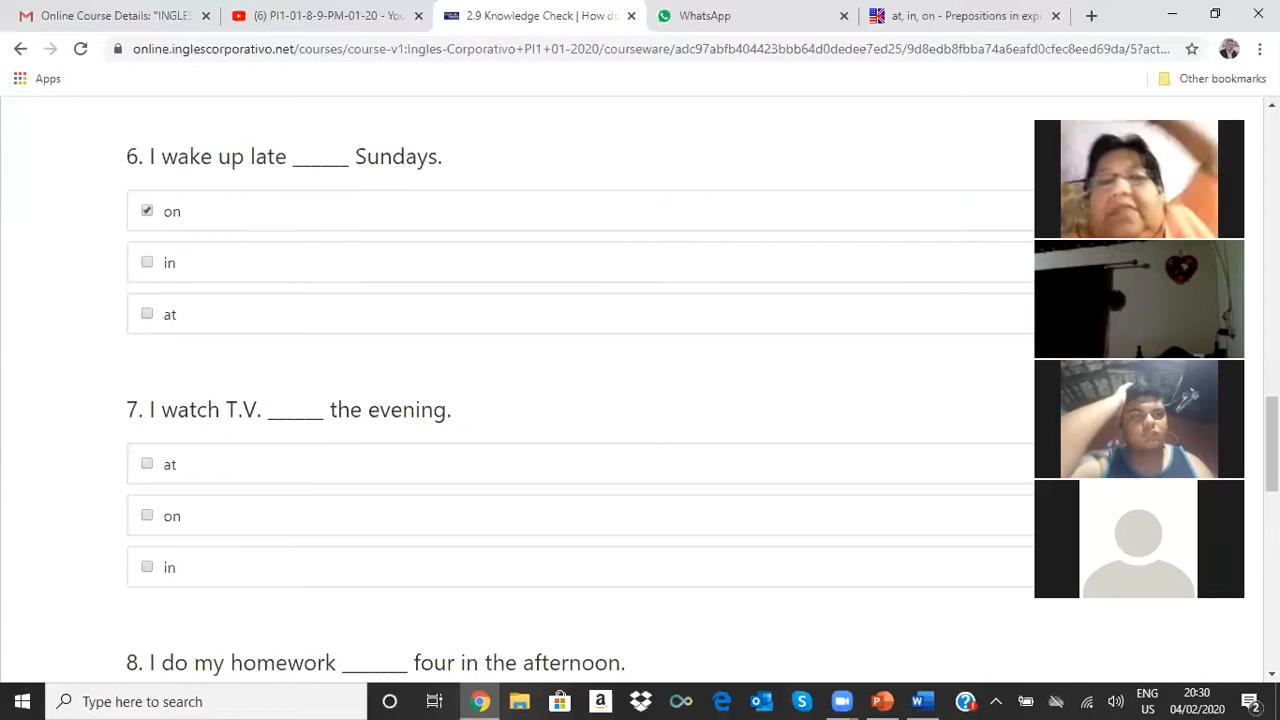 Online Course Details: "INGLES
(6) PI1-01-8-9-PM-01-20 - Yo
2.9 Knowledge Check | How do
WhatsApp
at, in, on - Prepositions in exp
online.inglescorporativo.net/courses/course-v1:Ingles-Corporativo+PI1+01-2020/courseware/adc97abfb404423bbb64d0dedee7ed25/9d8edb8fbba74a6eafd0cfec8eed69da/5?act...
Apps
Other bookmarks
6. I wake up late ______ Sundays.
on
in
at
7. I watch T.V. ______ the evening.
at
on
in
8. I do my homework _______ four in the afternoon.
Type here to search
ENG
US
20:30
04/02/2020
2